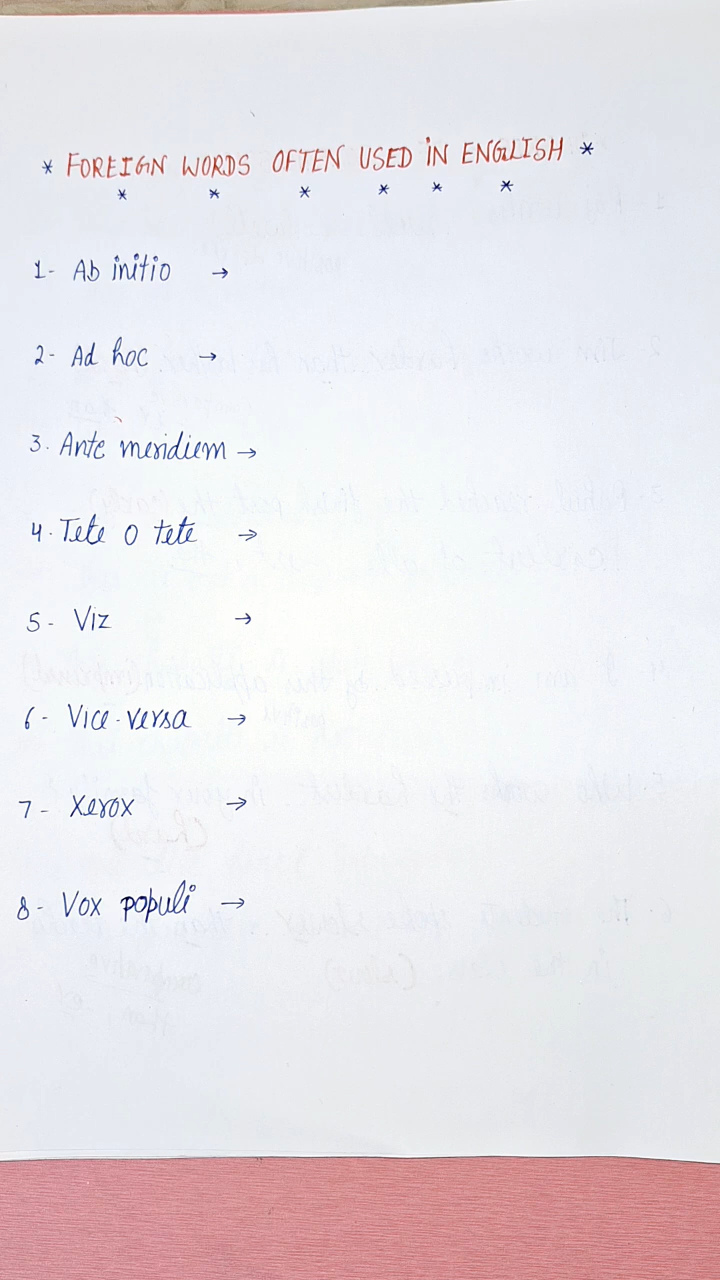 * FOREIGN WORDS OFTEN USED IN ENGLISH *
* * * * * *
1- Ab initio →
2- Ad hoc →
3. Ante meridiem →
4. Tete o tete →
5- Viz →
6- Vice-versa →
7- Xerox →
8- Vox populi →